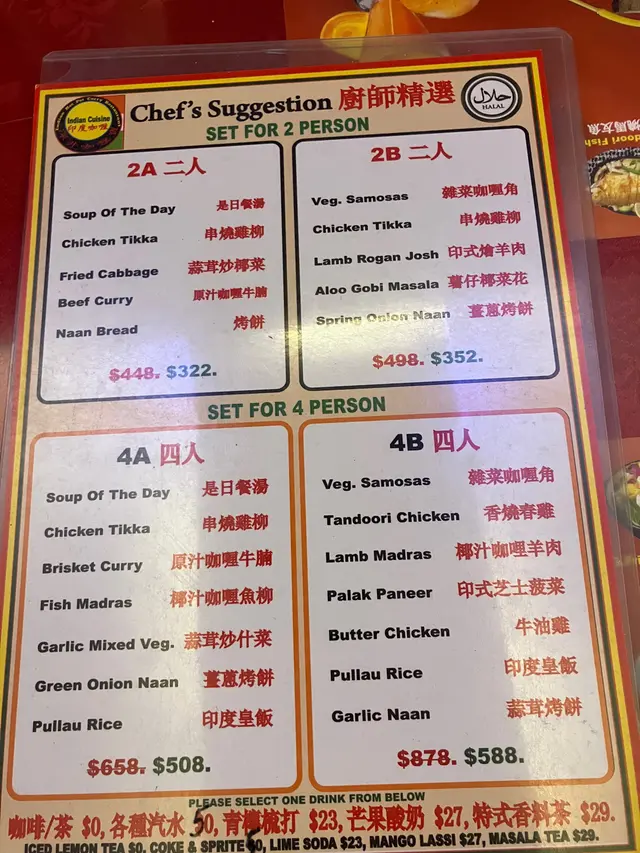 Indian Cuisine
印度咖喱
Chef's Suggestion 廚師精選
حلال
HALAL
SET FOR 2 PERSON
2A 二人
Soup Of The Day 是日餐湯
Chicken Tikka 串燒雞柳
Fried Cabbage 蒜茸炒椰菜
Beef Curry 原汁咖喱牛腩
Naan Bread 烤餅
$448. $322.
2B 二人
Veg. Samosas 雜菜咖喱角
Chicken Tikka 串燒雞柳
Lamb Rogan Josh 印式燴羊肉
Aloo Gobi Masala 薯仔椰菜花
Spring Onion Naan 薑蔥烤餅
$498. $352.
SET FOR 4 PERSON
4A 四人
Soup Of The Day 是日餐湯
Chicken Tikka 串燒雞柳
Brisket Curry 原汁咖喱牛腩
Fish Madras 椰汁咖喱魚柳
Garlic Mixed Veg. 蒜茸炒什菜
Green Onion Naan 薑蔥烤餅
Pullau Rice 印度皇飯
$658. $508.
4B 四人
Veg. Samosas 雜菜咖喱角
Tandoori Chicken 香燒春雞
Lamb Madras 椰汁咖哩羊肉
Palak Paneer 印式芝士菠菜
Butter Chicken 牛油雞
Pullau Rice 印度皇飯
Garlic Naan 蒜茸烤餅
$878. $588.
PLEASE SELECT ONE DRINK FROM BELOW
咖啡/茶 $0, 各種汽水 50, 青檸梳打 $23, 芒果酸奶 $27, 特式香料茶 $29.
ICED LEMON TEA $0, COKE & SPRITE 50, LIME SODA $23, MANGO LASSI $27, MASALA TEA $29.
doori Fish
燒馬友魚